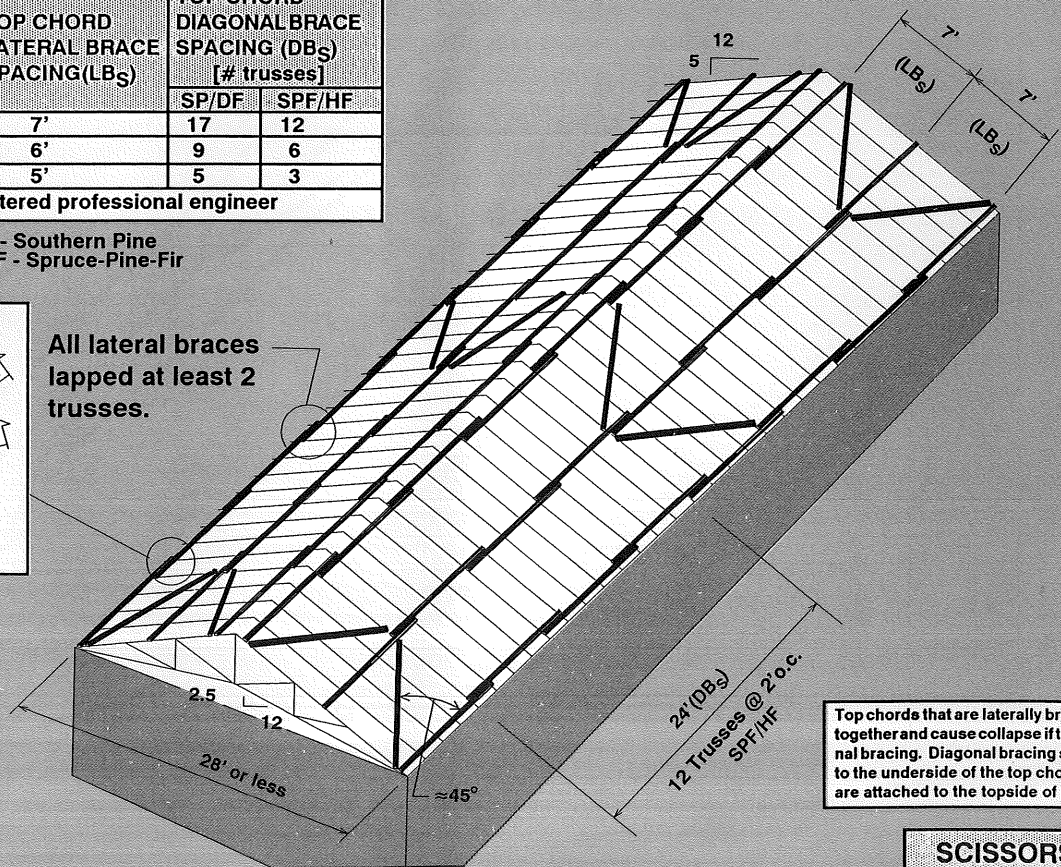 TOP CHORD
OP CHORD
DIAGONAL BRACE
ATERAL BRACE
SPACING (DBS)
PACING(LBS)
[# trusses]
SP/DF
SPF/HF
7'
17
12
6'
9
6
5'
5
3
tered professional engineer
- Southern Pine
F - Spruce-Pine-Fir
All lateral braces
lapped at least 2
trusses.
12
5
7'
(LBS)
7'
(LBS)
2.5
12
28' or less
≈45°
24'(DBS)
12 Trusses @ 2'o.c.
SPF/HF
Top chords that are laterally br
together and cause collapse if t
nal bracing. Diagonal bracing
to the underside of the top cho
are attached to the topside of
SCISSORS